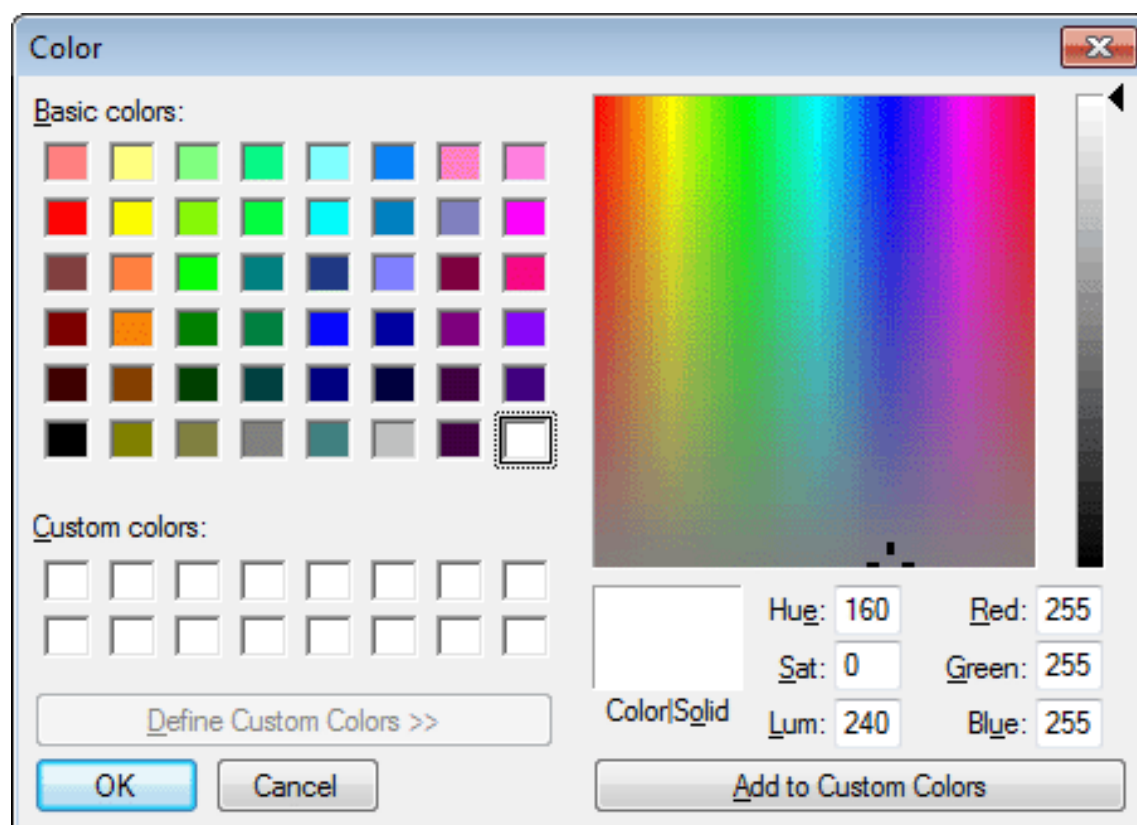 Color
Basic colors:
Custom colors:
Define Custom Colors >>
OK Cancel
Color|Solid
Hue: 160 Red: 255
Sat: 0 Green: 255
Lum: 240 Blue: 255
Add to Custom Colors